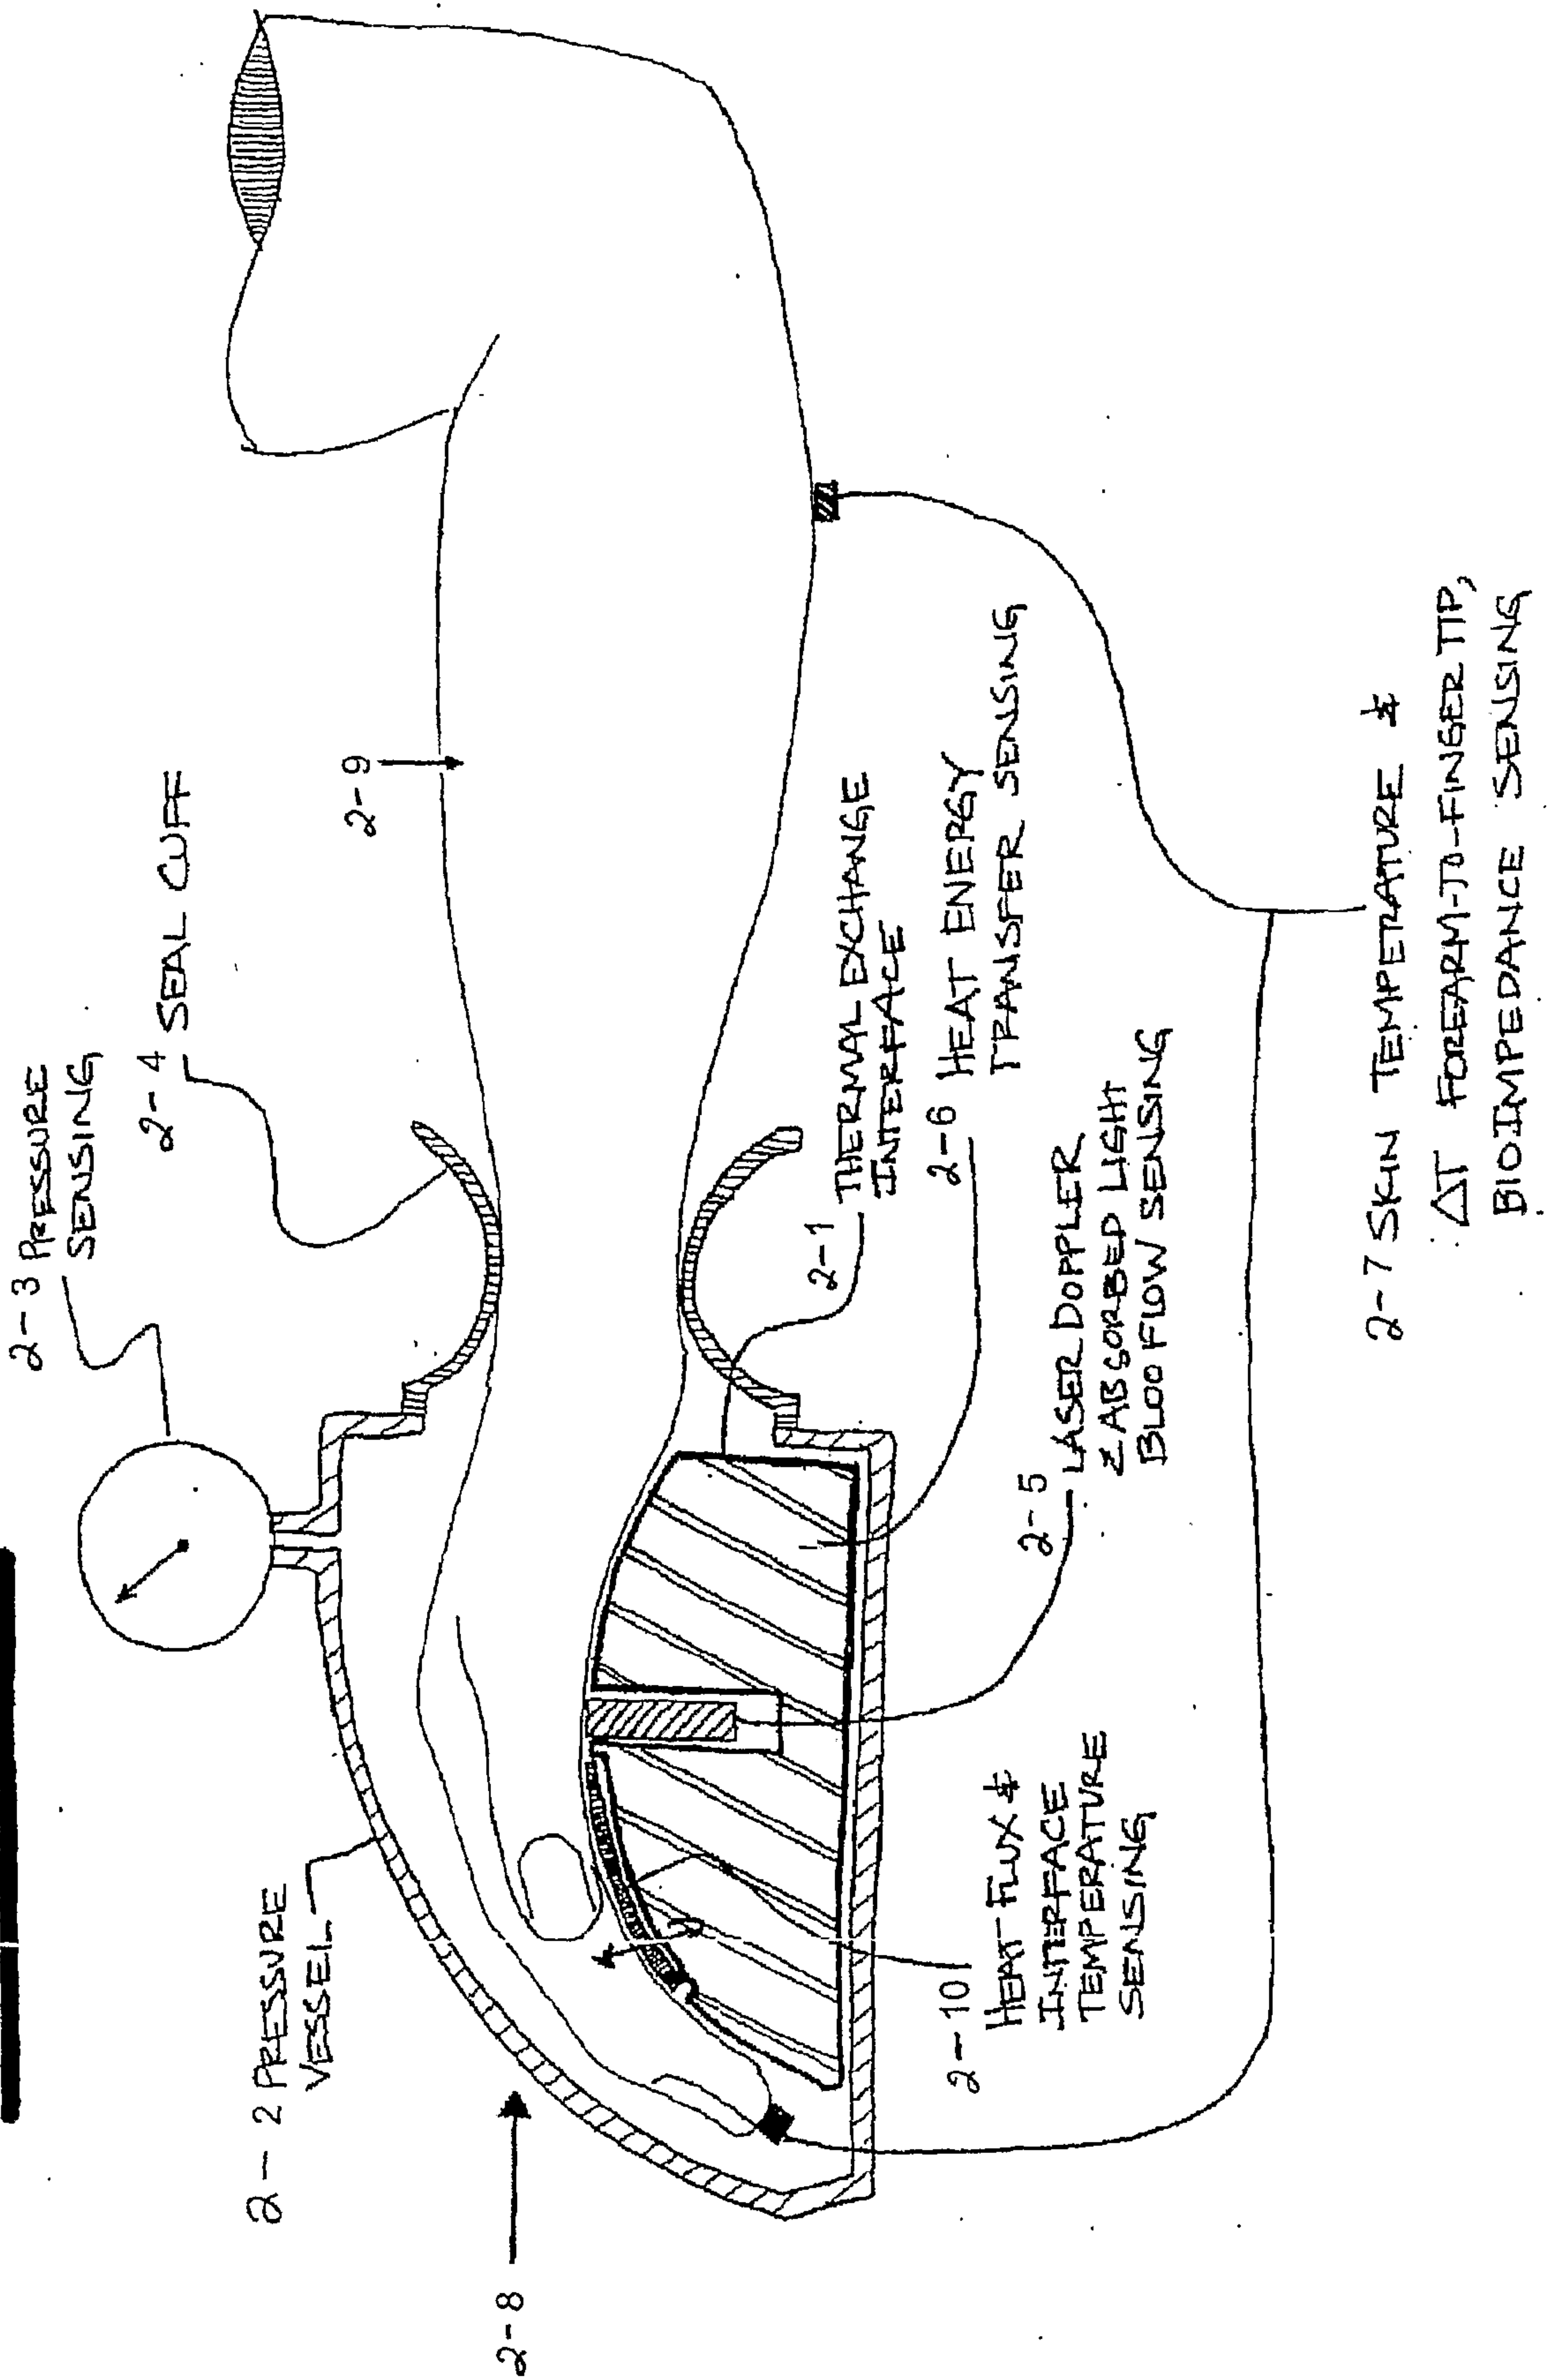 2-3 PRESSURE
SENSING
2-4 SEAL CUFF
2-9
2-2 PRESSURE
VESSEL
2-8
2-1 THERMAL EXCHANGE
INTERFACE
2-6 HEAT ENERGY
TRANSFER SENSING
2-5 LASER DOPPLER
& ABSORBED LIGHT
BLOO FLOW SENSING
2-10
HEAT FLUX &
INTERFACE
TEMPERATURE
SENSING
2-7 SKIN TEMPERATURE &
ΔT FOREARM-TO-FINGER TIP,
BIOIMPEDANCE SENSING